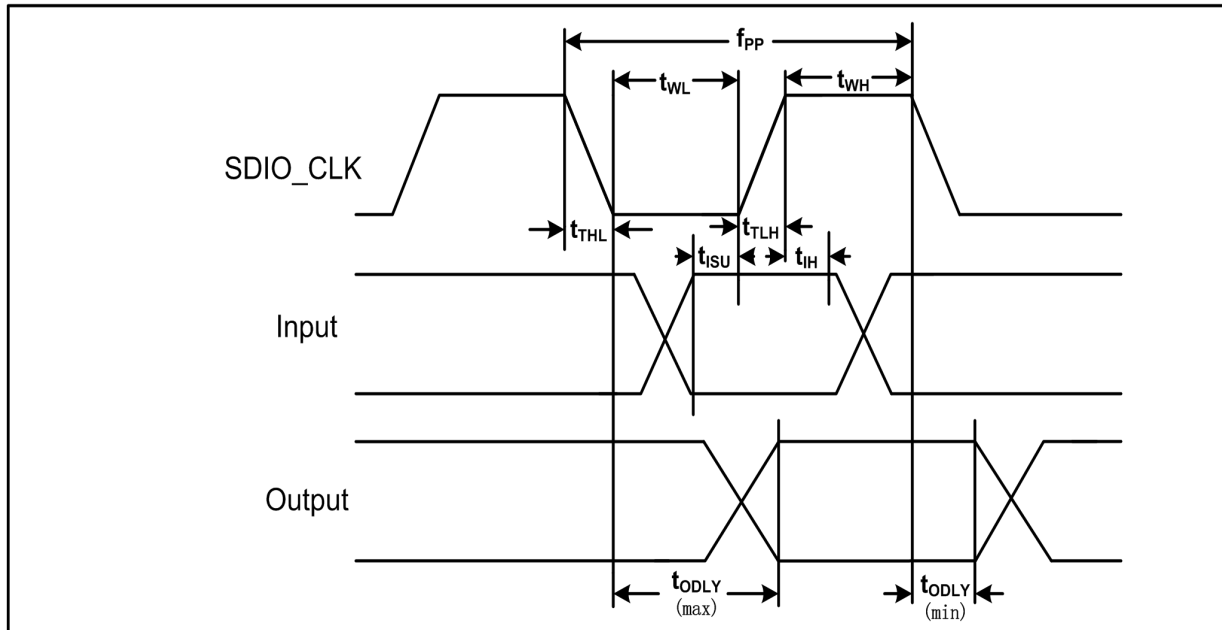 fPP
tWL
tWH
SDIO_CLK
tTHL
tTLH
tISU
tIH
Input
Output
tODLY
(max)
tODLY
(min)